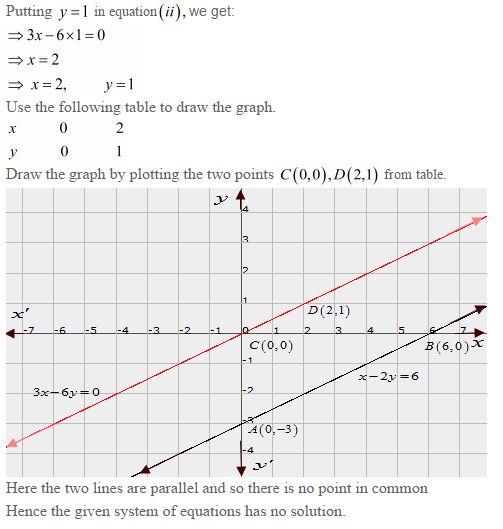 Putting y=1 in equation(ii), we get:
⇒3x−6×1=0
⇒x=2
⇒ x=2, y=1
Use the following table to draw the graph.
x 0 2
y 0 1
Draw the graph by plotting the two points C(0,0),D(2,1) from table.
y
4
3
2
1
D(2,1)
x'
-7 -6 -5 -4 -3 -2 -1 0 1 2 3 4 5 6 7 x
C(0,0)
B(6,0)
-1
x−2y=6
-2
3x−6y=0
-3
A(0,−3)
-4
y'
Here the two lines are parallel and so there is no point in common
Hence the given system of equations has no solution.